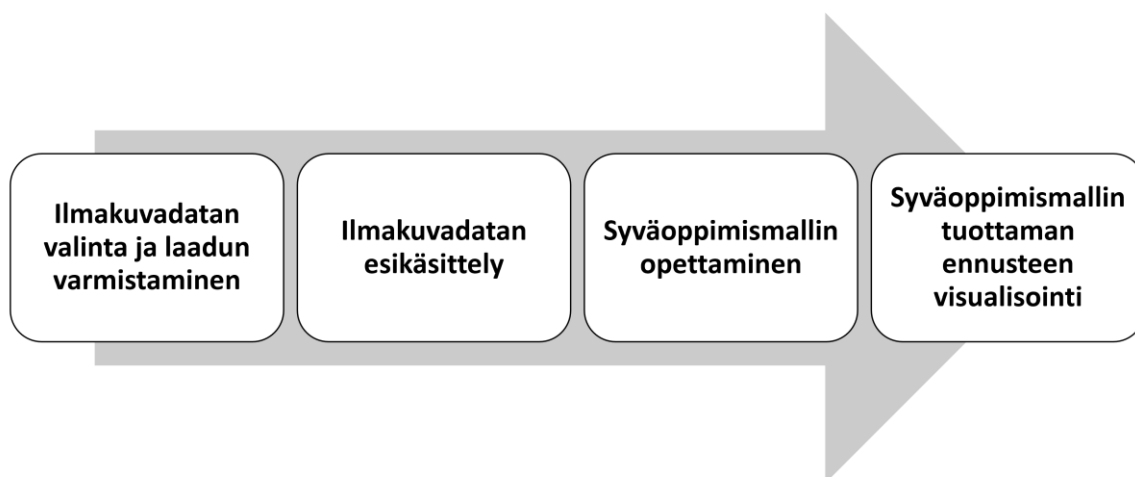 Ilmakuvadatan
valinta ja laadun
varmistaminen
Ilmakuvadatan
esikäsittely
Syväoppimismallin
opettaminen
Syväoppimismallin
tuottaman
ennusteen
visualisointi